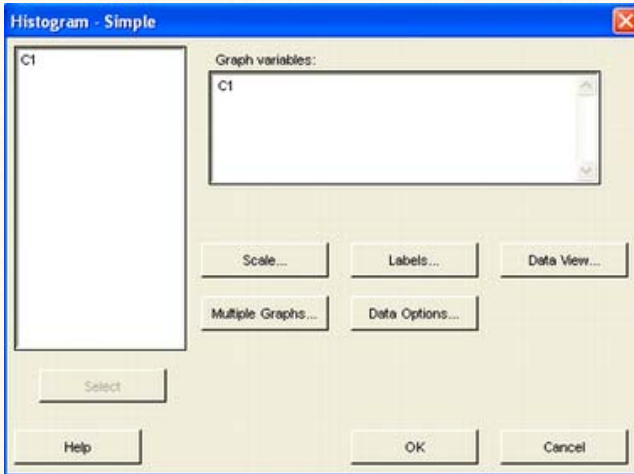 Histogram - Simple
C1
Graph variables:
C1
Scale...
Labels...
Data View...
Multiple Graphs...
Data Options...
Select
Help
OK
Cancel